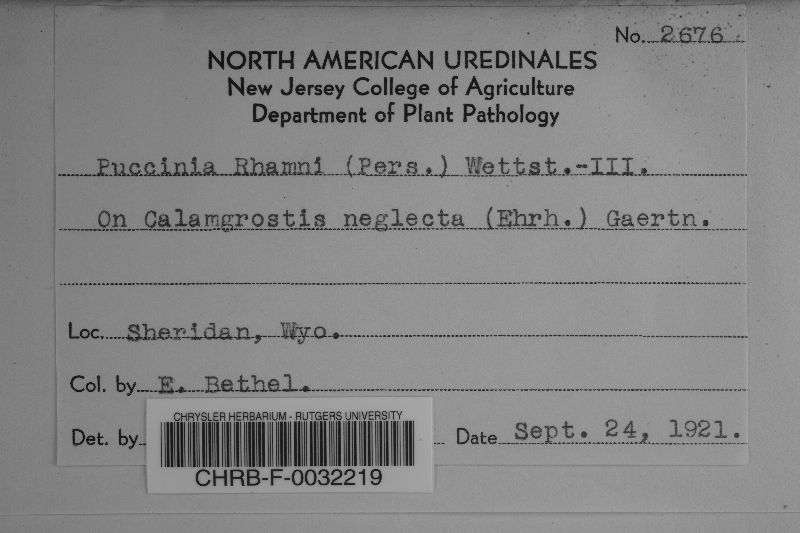 No. 2676
NORTH AMERICAN UREDINALES
New Jersey College of Agriculture
Department of Plant Pathology
Puccinia Rhamni (Pers.) Wettst.-III.
On Calamgrostis neglecta (Ehrh.) Gaertn.
Loc. Sheridan, Wyo.
Col. by E. Bethel.
Det. by
Date Sept. 24, 1921.
CHRYSLER HERBARIUM - RUTGERS UNIVERSITY
CHRB-F-0032219